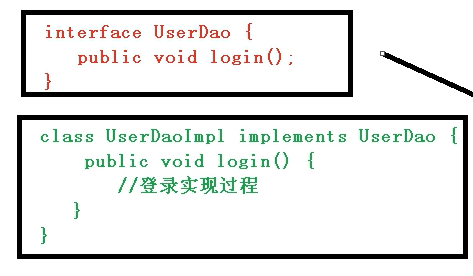 interface UserDao {
public void login();
}
class UserDaoImpl implements UserDao {
public void login() {
//登录实现过程
}
}